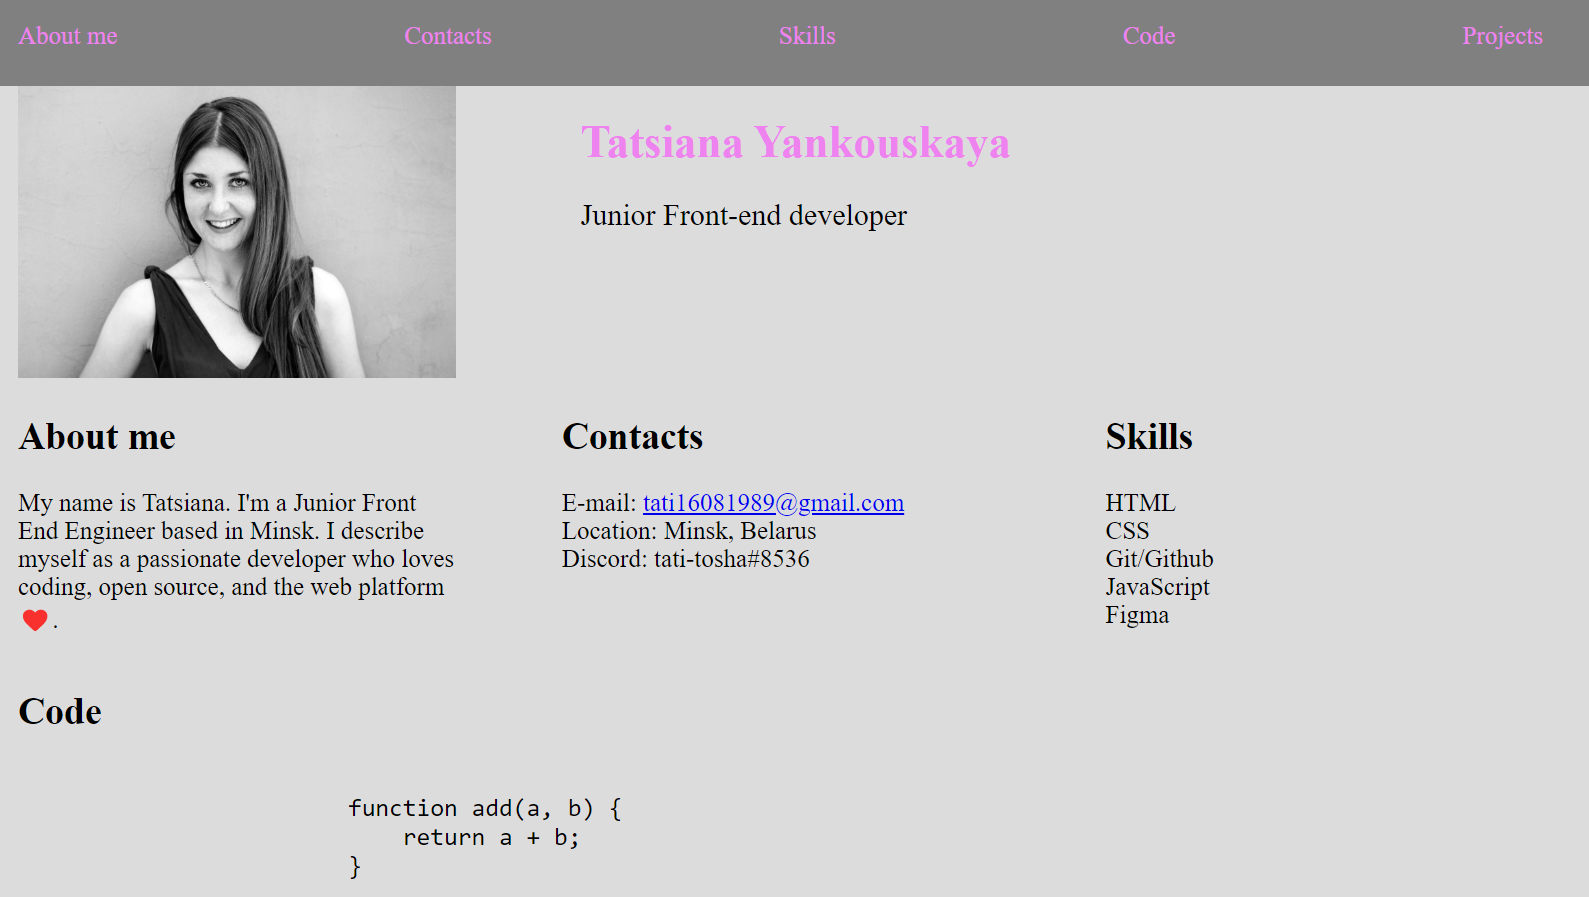 About me Contacts Skills Code Projects
Tatsiana Yankouskaya
Junior Front-end developer
About me
My name is Tatsiana. I'm a Junior Front
End Engineer based in Minsk. I describe
myself as a passionate developer who loves
coding, open source, and the web platform
❤️ .
Contacts
E-mail: tati16081989@gmail.com
Location: Minsk, Belarus
Discord: tati-tosha#8536
Skills
HTML
CSS
Git/Github
JavaScript
Figma
Code
function add(a, b) {
    return a + b;
}